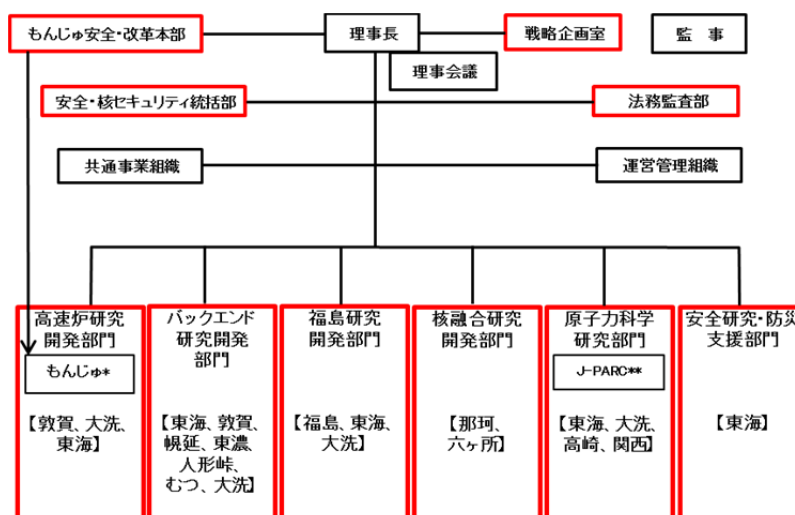 もんじゅ安全・改革本部
理事長
戦略企画室
監 事
理事会議
安全・核セキュリティ統括部
法務監査部
共通事業組織
運営管理組織
高速炉研究
開発部門
もんじゅ*
【敦賀、大洗、
東海】
バックエンド
研究開発
部門
【東海、敦賀、
幌延、東濃、
人形峠、
むつ、大洗】
福島研究
開発部門
【福島、東海、
大洗】
核融合研究
開発部門
【那珂、
六ヶ所】
原子力科学
研究部門
J-PARC**
【東海、大洗、
高崎、関西】
安全研究・防災
支援部門
【東海】